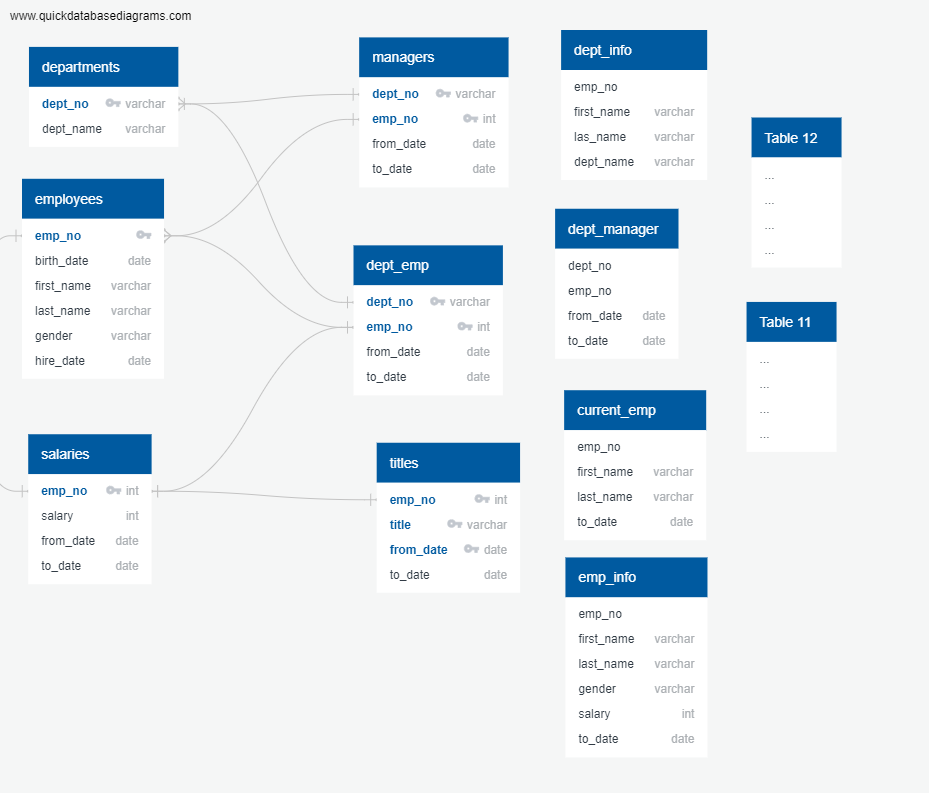 www.quickdatabasediagrams.com
departments
dept_no varchar
dept_name varchar
employees
emp_no
birth_date date
first_name varchar
last_name varchar
gender varchar
hire_date date
salaries
emp_no int
salary int
from_date date
to_date date
managers
dept_no varchar
emp_no int
from_date date
to_date date
dept_emp
dept_no varchar
emp_no int
from_date date
to_date date
titles
emp_no int
title varchar
from_date date
to_date date
dept_info
emp_no
first_name varchar
las_name varchar
dept_name varchar
dept_manager
dept_no
emp_no
from_date date
to_date date
current_emp
emp_no
first_name varchar
last_name varchar
to_date date
emp_info
emp_no
first_name varchar
last_name varchar
gender varchar
salary int
to_date date
Table 12
...
...
...
...
Table 11
...
...
...
...